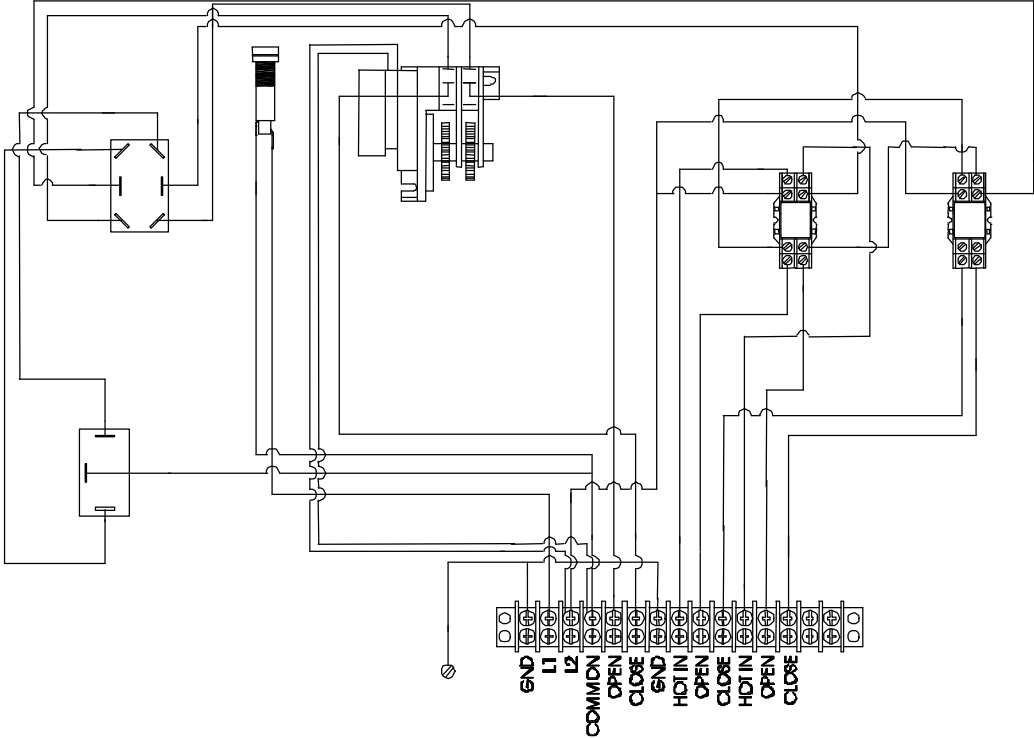 GND
L1
L2
COMMON
OPEN
CLOSE
GND
HOT IN
OPEN
CLOSE
HOT IN
OPEN
CLOSE